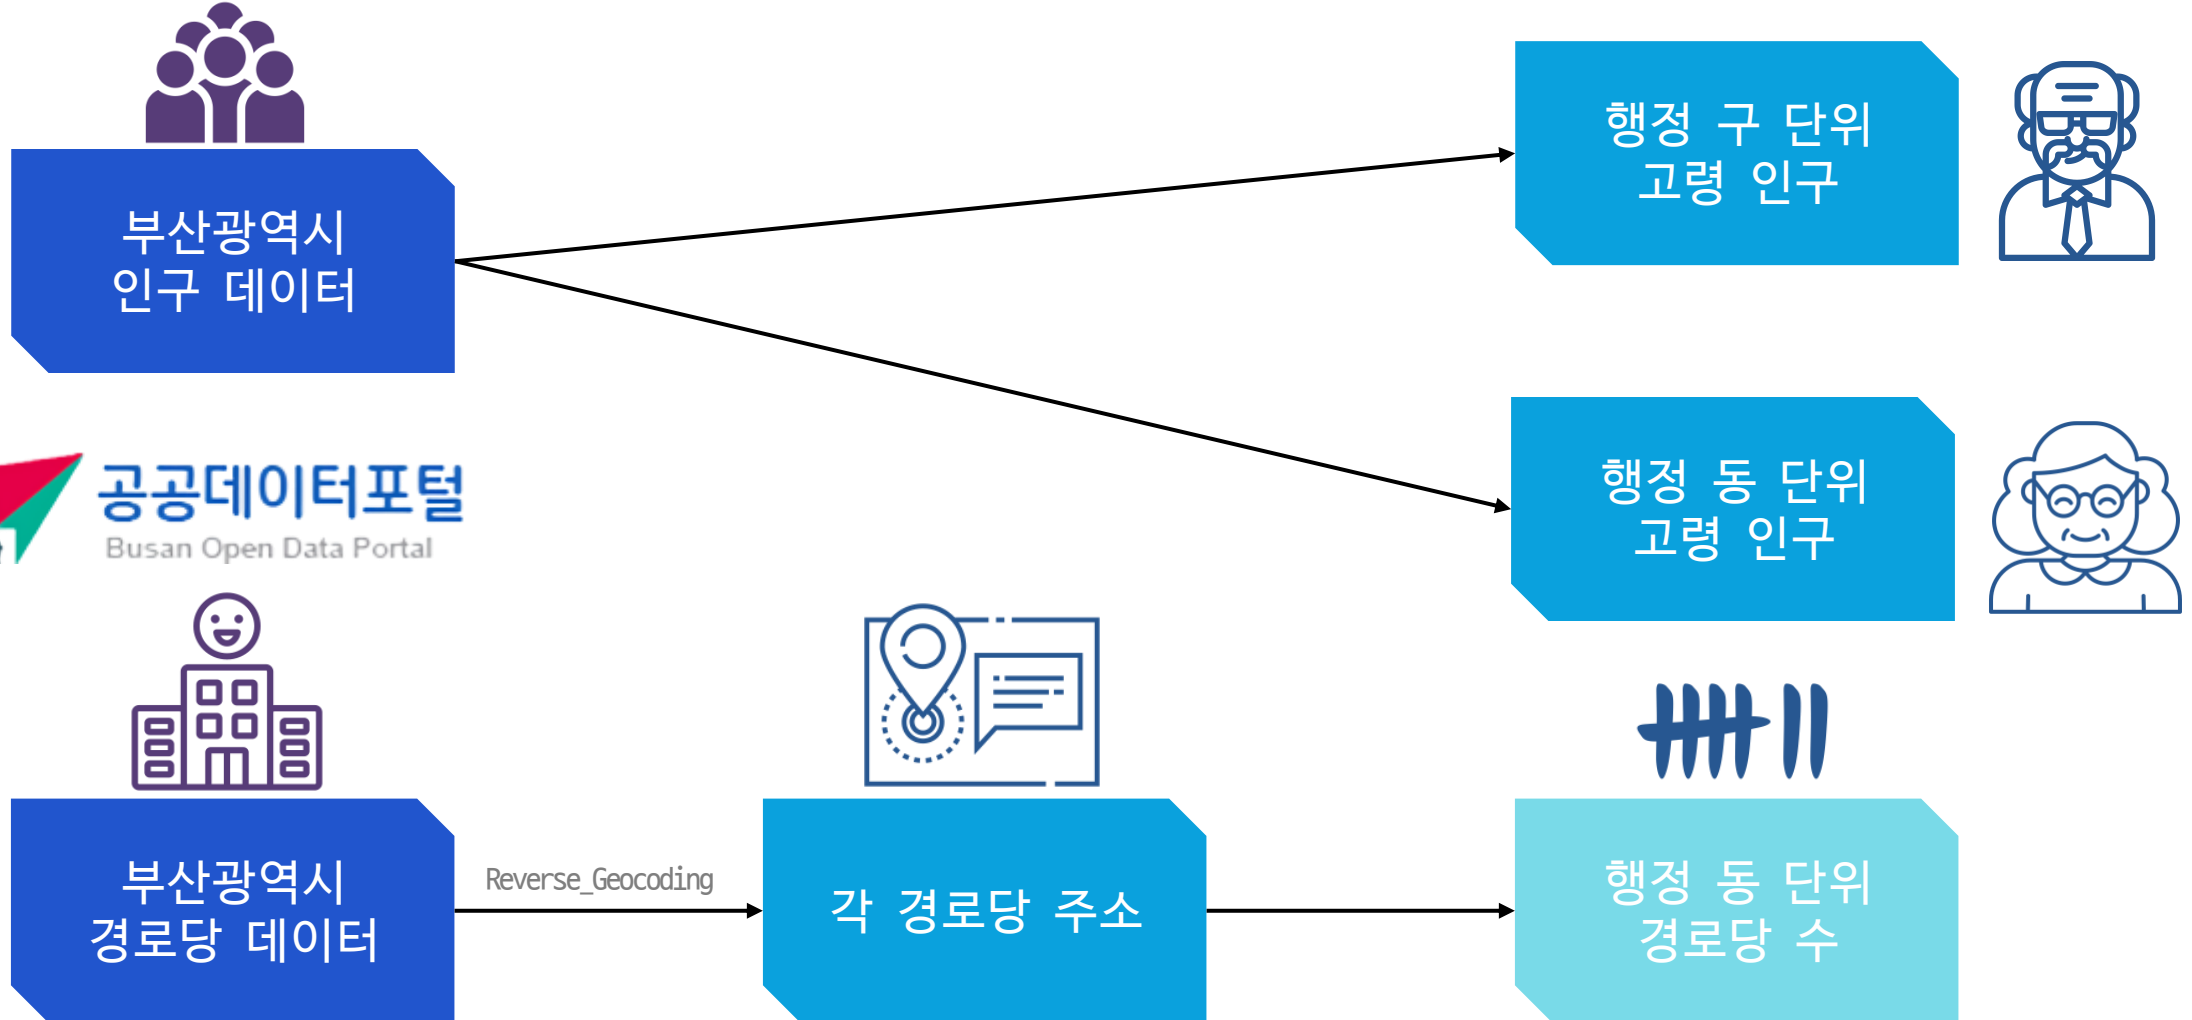 부산광역시
인구 데이터
행정 구 단위
고령 인구
행정 동 단위
고령 인구
공공데이터포털
Busan Open Data Portal
부산광역시
경로당 데이터
Reverse_Geocoding
각 경로당 주소
행정 동 단위
경로당 수